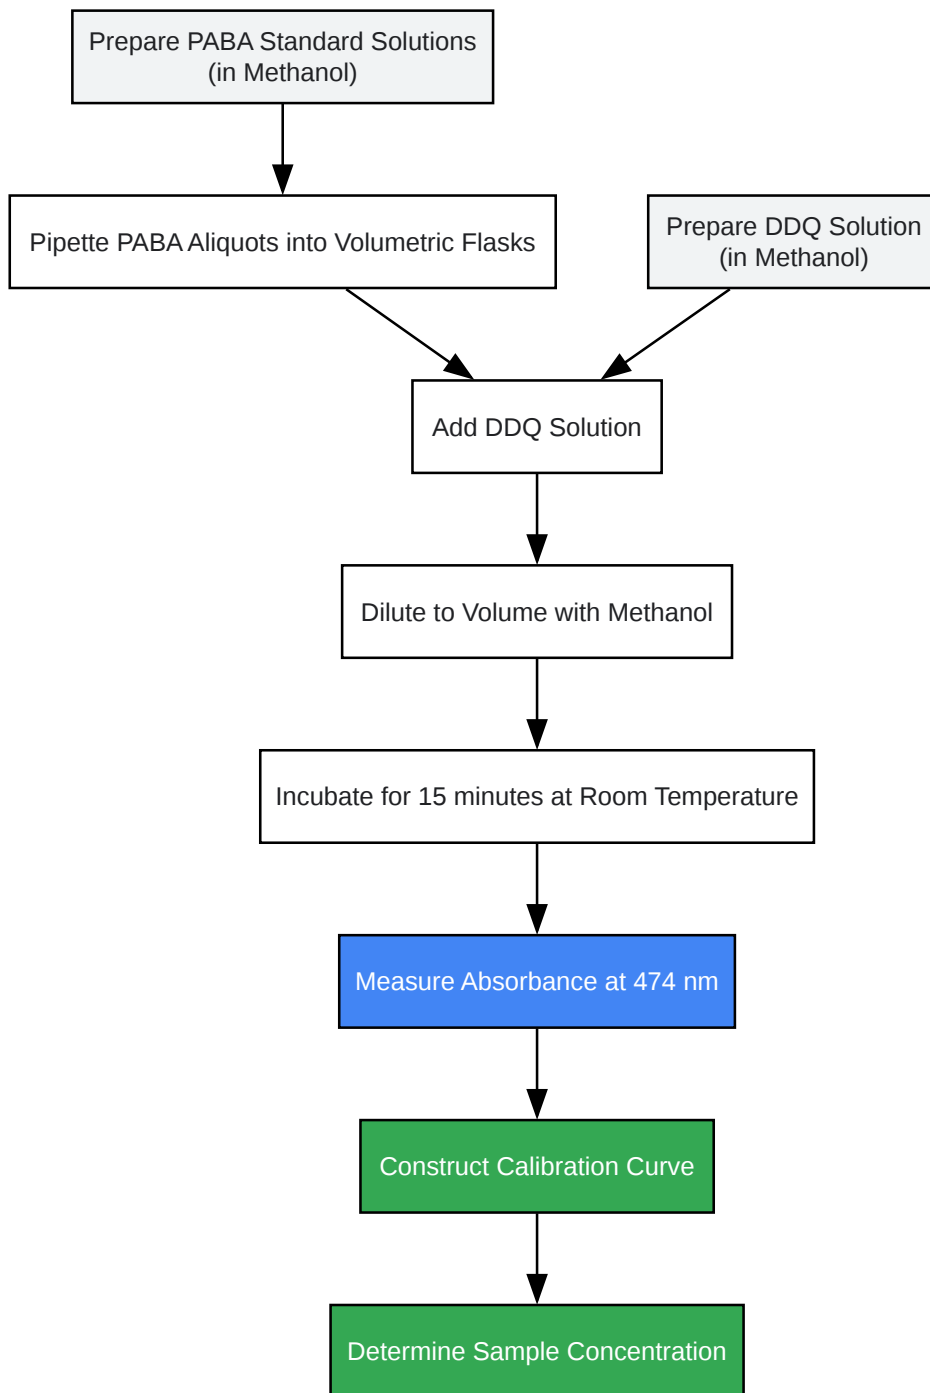 Prepare PABA Standard Solutions
(in Methanol)
Pipette PABA Aliquots into Volumetric Flasks
Prepare DDQ Solution
(in Methanol)
Add DDQ Solution
Dilute to Volume with Methanol
Incubate for 15 minutes at Room Temperature
Measure Absorbance at 474 nm
Construct Calibration Curve
Determine Sample Concentration